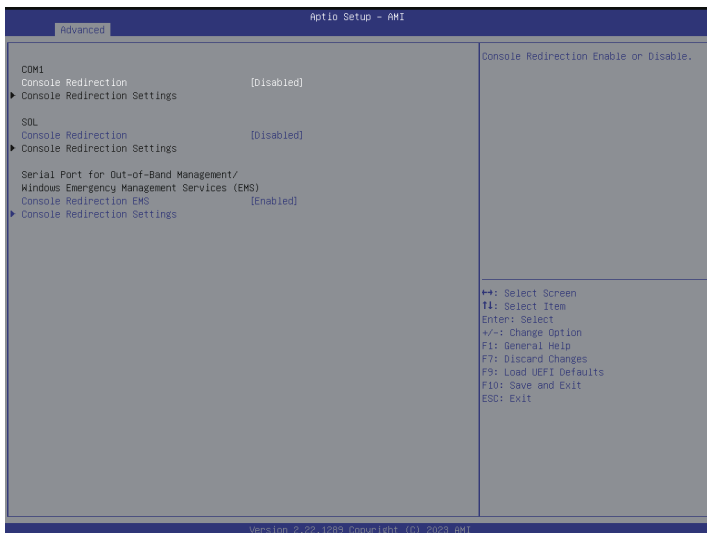 Aptio Setup – AMI
Advanced
COM1
Console Redirection [Disabled]
Console Redirection Settings
SOL
Console Redirection [Disabled]
Console Redirection Settings
Serial Port for Out-of-Band Management/
Windows Emergency Management Services (EMS)
Console Redirection EMS [Enabled]
Console Redirection Settings
Console Redirection Enable or Disable.
↔: Select Screen
↑↓: Select Item
Enter: Select
+/-: Change Option
F1: General Help
F7: Discard Changes
F9: Load UEFI Defaults
F10: Save and Exit
ESC: Exit
Version 2.22.1289 Copyright (C) 2023 AMI